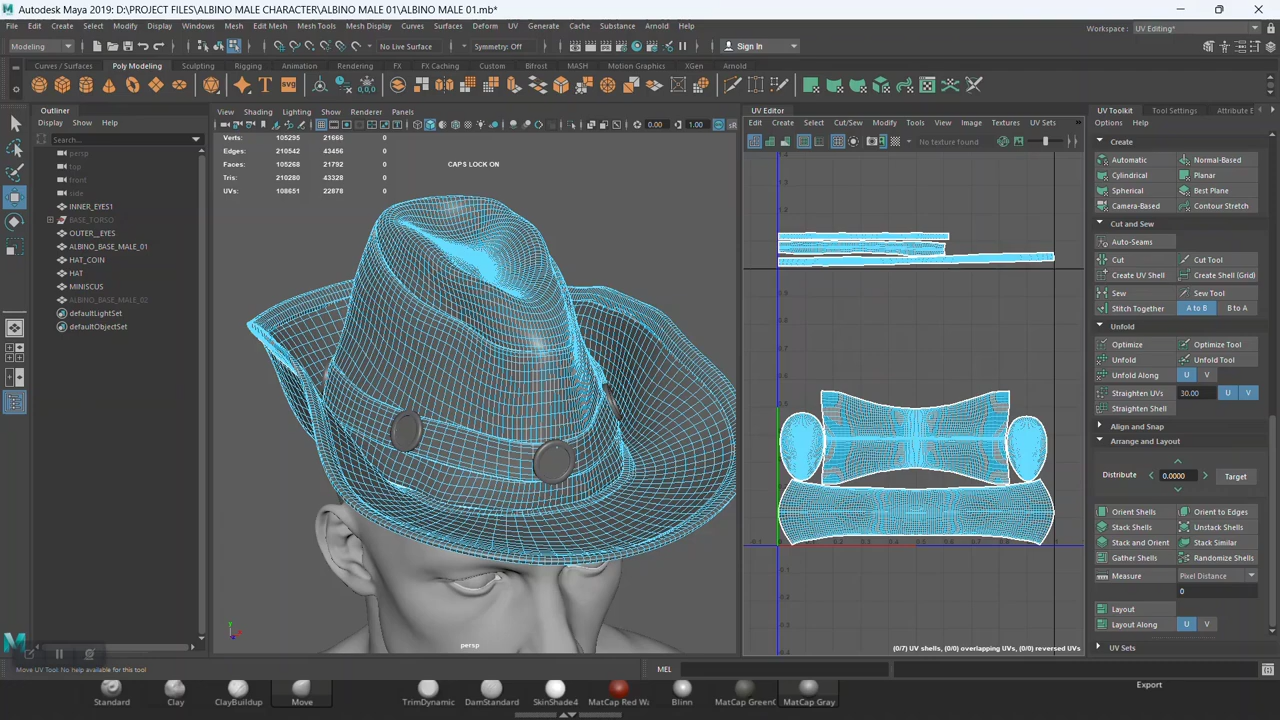 Autodesk Maya 2019: D:\PROJECT FILES\ALBINO MALE CHARACTER\ALBINO MALE 01\ALBINO MALE 01.mb*
File Edit Create Select Modify Display Windows Mesh Edit Mesh Mesh Tools Mesh Display Curves Surfaces Deform UV Generate Cache Substance Arnold Help
Workspace : UV Editing*
Modeling No Live Surface Symmetry: Off Sign In
Curves / Surfaces Poly Modeling Sculpting Rigging Animation Rendering FX FX Caching Custom Bifrost MASH Motion Graphics XGen Arnold
Outliner
Display Show Help
Search...
persp
top
front
side
INNER_EYES1
BASE_TORSO
OUTER__EYES
ALBINO_BASE_MALE_01
HAT_COIN
HAT
MINISCUS
ALBINO_BASE_MALE_02
defaultLightSet
defaultObjectSet
View Shading Lighting Show Renderer Panels
0.00 1.00
Verts: 105295 21666 0
Edges: 210542 43456 0
Faces: 105268 21792 0
Tris: 210280 43328 0
UVs: 108651 22878 0
CAPS LOCK ON
persp
UV Editor
Edit Create Select Cut/Sew Modify Tools View Image Textures UV Sets Help
No texture found
(0/7) UV shells, (0/0) overlapping UVs, (0/0) reversed UVs
UV Toolkit Tool Settings Attribute E
Options Help
Create
Automatic Normal-Based
Cylindrical Planar
Spherical Best Plane
Camera-Based Contour Stretch
Cut and Sew
Auto-Seams
Cut Cut Tool
Create UV Shell Create Shell (Grid)
Sew Sew Tool
Stitch Together A to B B to A
Unfold
Optimize Optimize Tool
Unfold Unfold Tool
Unfold Along U V
Straighten UVs 30.00 U V
Straighten Shell
Align and Snap
Arrange and Layout
Distribute 0.0000 Target
Orient Shells Orient to Edges
Stack Shells Unstack Shells
Stack and Orient Stack Similar
Gather Shells Randomize Shells
Measure Pixel Distance
0
Layout
Layout Along U V
UV Sets
Move UV Tool: No help available for this tool
MEL
Standard Clay ClayBuildup Move TrimDynamic DamStandard SkinShade4 MatCap Red Wa Blinn MatCap GreenC MatCap Gray
Export